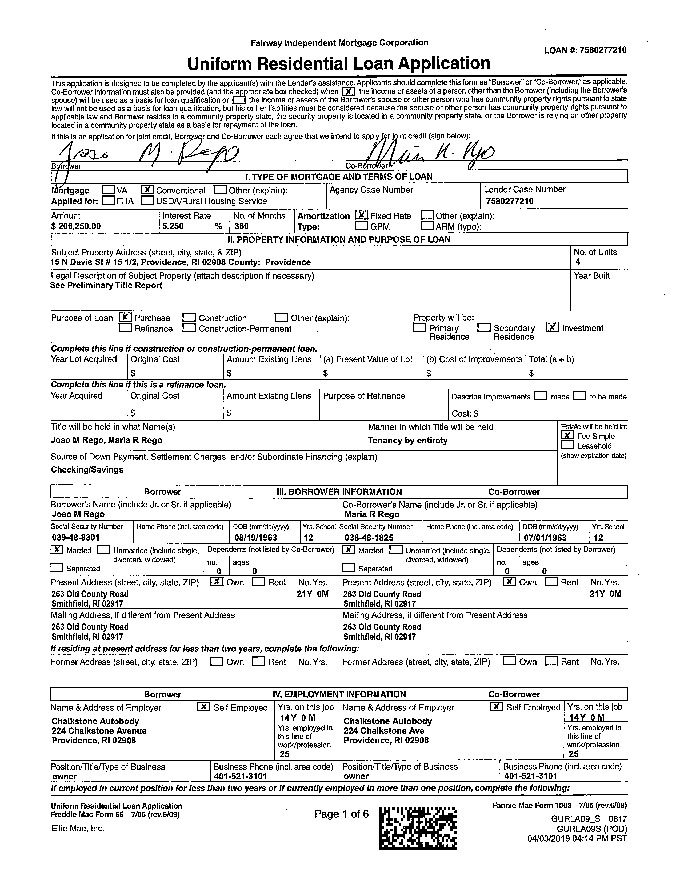 Fairway Independent Mortgage Corporation
LOAN #: 7580277210
Uniform Residential Loan Application
This application is designed to be completed by the applicant(s) with the Lender's assistance. Applicants should complete this form as "Borrower" or "Co-Borrower," as applicable.
Co-Borrower information must also be provided (and the appropriate box checked) when X the income or assets of a person other than the Borrower (including the Borrower's
spouse) will be used as a basis for loan qualification or the income or assets of the Borrower's spouse or other person who has community property rights pursuant to state
law will not be used as a basis for loan qualification, but his or her liabilities must be considered because the spouse or other person has community property rights pursuant to
applicable law and Borrower resides in a community property state, the security property is located in a community property state, or the Borrower is relying on other property
located in a community property state as a basis for repayment of the loan.
If this is an application for joint credit, Borrower and Co-Borrower each agree that we intend to apply for joint credit (sign below):
Joao M. Rego Maria R. Rego
Borrower Co-Borrower
I. TYPE OF MORTGAGE AND TERMS OF LOAN
Mortgage VA X Conventional Other (explain): Agency Case Number Lender Case Number
Applied for: FHA USDA/Rural Housing Service 7580277210
Amount Interest Rate No. of Months Amortization X Fixed Rate Other (explain):
$ 206,250.00 5.250 % 360 Type: GPM ARM (type):
II. PROPERTY INFORMATION AND PURPOSE OF LOAN
Subject Property Address (street, city, state, & ZIP) No. of Units
15 N Davis St # 15 1/2, Providence, RI 02908 County: Providence 4
Legal Description of Subject Property (attach description if necessary) Year Built
See Preliminary Title Report
Purpose of Loan X Purchase Construction Other (explain): Property will be:
Refinance Construction-Permanent Primary Residence Secondary Residence X Investment
Complete this line if construction or construction-permanent loan.
Year Lot Acquired Original Cost Amount Existing Liens (a) Present Value of Lot (b) Cost of Improvements Total (a + b)
$ $ $ $ $
Complete this line if this is a refinance loan.
Year Acquired Original Cost Amount Existing Liens Purpose of Refinance Describe Improvements made to be made
$ $ Cost: $
Title will be held in what Name(s) Manner in which Title will be held Estate will be held in:
Joao M Rego, Maria R Rego Tenancy by entirety X Fee Simple
Leasehold
(show expiration date)
Source of Down Payment, Settlement Charges, and/or Subordinate Financing (explain)
Checking/Savings
Borrower III. BORROWER INFORMATION Co-Borrower
Borrower's Name (include Jr. or Sr. if applicable) Co-Borrower's Name (include Jr. or Sr. if applicable)
Joao M Rego Maria R Rego
Social Security Number Home Phone (incl. area code) DOB (mm/dd/yyyy) Yrs. School Social Security Number Home Phone (incl. area code) DOB (mm/dd/yyyy) Yrs. School
039-48-9301 08/19/1963 12 038-48-1825 07/01/1963 12
X Married Unmarried (include single, divorced, widowed) Dependents (not listed by Co-Borrower) X Married Unmarried (include single, divorced, widowed) Dependents (not listed by Borrower)
Separated no. 0 ages 0 Separated no. 0 ages 0
Present Address (street, city, state, ZIP) X Own Rent No. Yrs. Present Address (street, city, state, ZIP) X Own Rent No. Yrs.
263 Old County Road 21Y 0M 263 Old County Road 21Y 0M
Smithfield, RI 02917 Smithfield, RI 02917
Mailing Address, if different from Present Address Mailing Address, if different from Present Address
263 Old County Road 263 Old County Road
Smithfield, RI 02917 Smithfield, RI 02917
If residing at present address for less than two years, complete the following:
Former Address (street, city, state, ZIP) Own Rent No. Yrs. Former Address (street, city, state, ZIP) Own Rent No. Yrs.
Borrower IV. EMPLOYMENT INFORMATION Co-Borrower
Name & Address of Employer X Self Employed Yrs. on this job Name & Address of Employer X Self Employed Yrs. on this job
14Y 0M 14Y 0M
Chalkstone Autobody Yrs. employed in this line of work/profession Chalkstone Autobody Yrs. employed in this line of work/profession
224 Chalkstone Avenue 224 Chalkstone Ave
Providence, RI 02908 Providence, RI 02908
25 25
Position/Title/Type of Business Business Phone (incl. area code) Position/Title/Type of Business Business Phone (incl. area code)
owner 401-521-3101 owner 401-521-3101
If employed in current position for less than two years or if currently employed in more than one position, complete the following:
Uniform Residential Loan Application Fannie Mae Form 1003 7/05 (rev.6/09)
Freddie Mac Form 65 7/05 (rev.6/09) Page 1 of 6 GURLA09_S 0817
Ellie Mae, Inc. GURLA09S (POD)
04/03/2019 04:14 PM PST